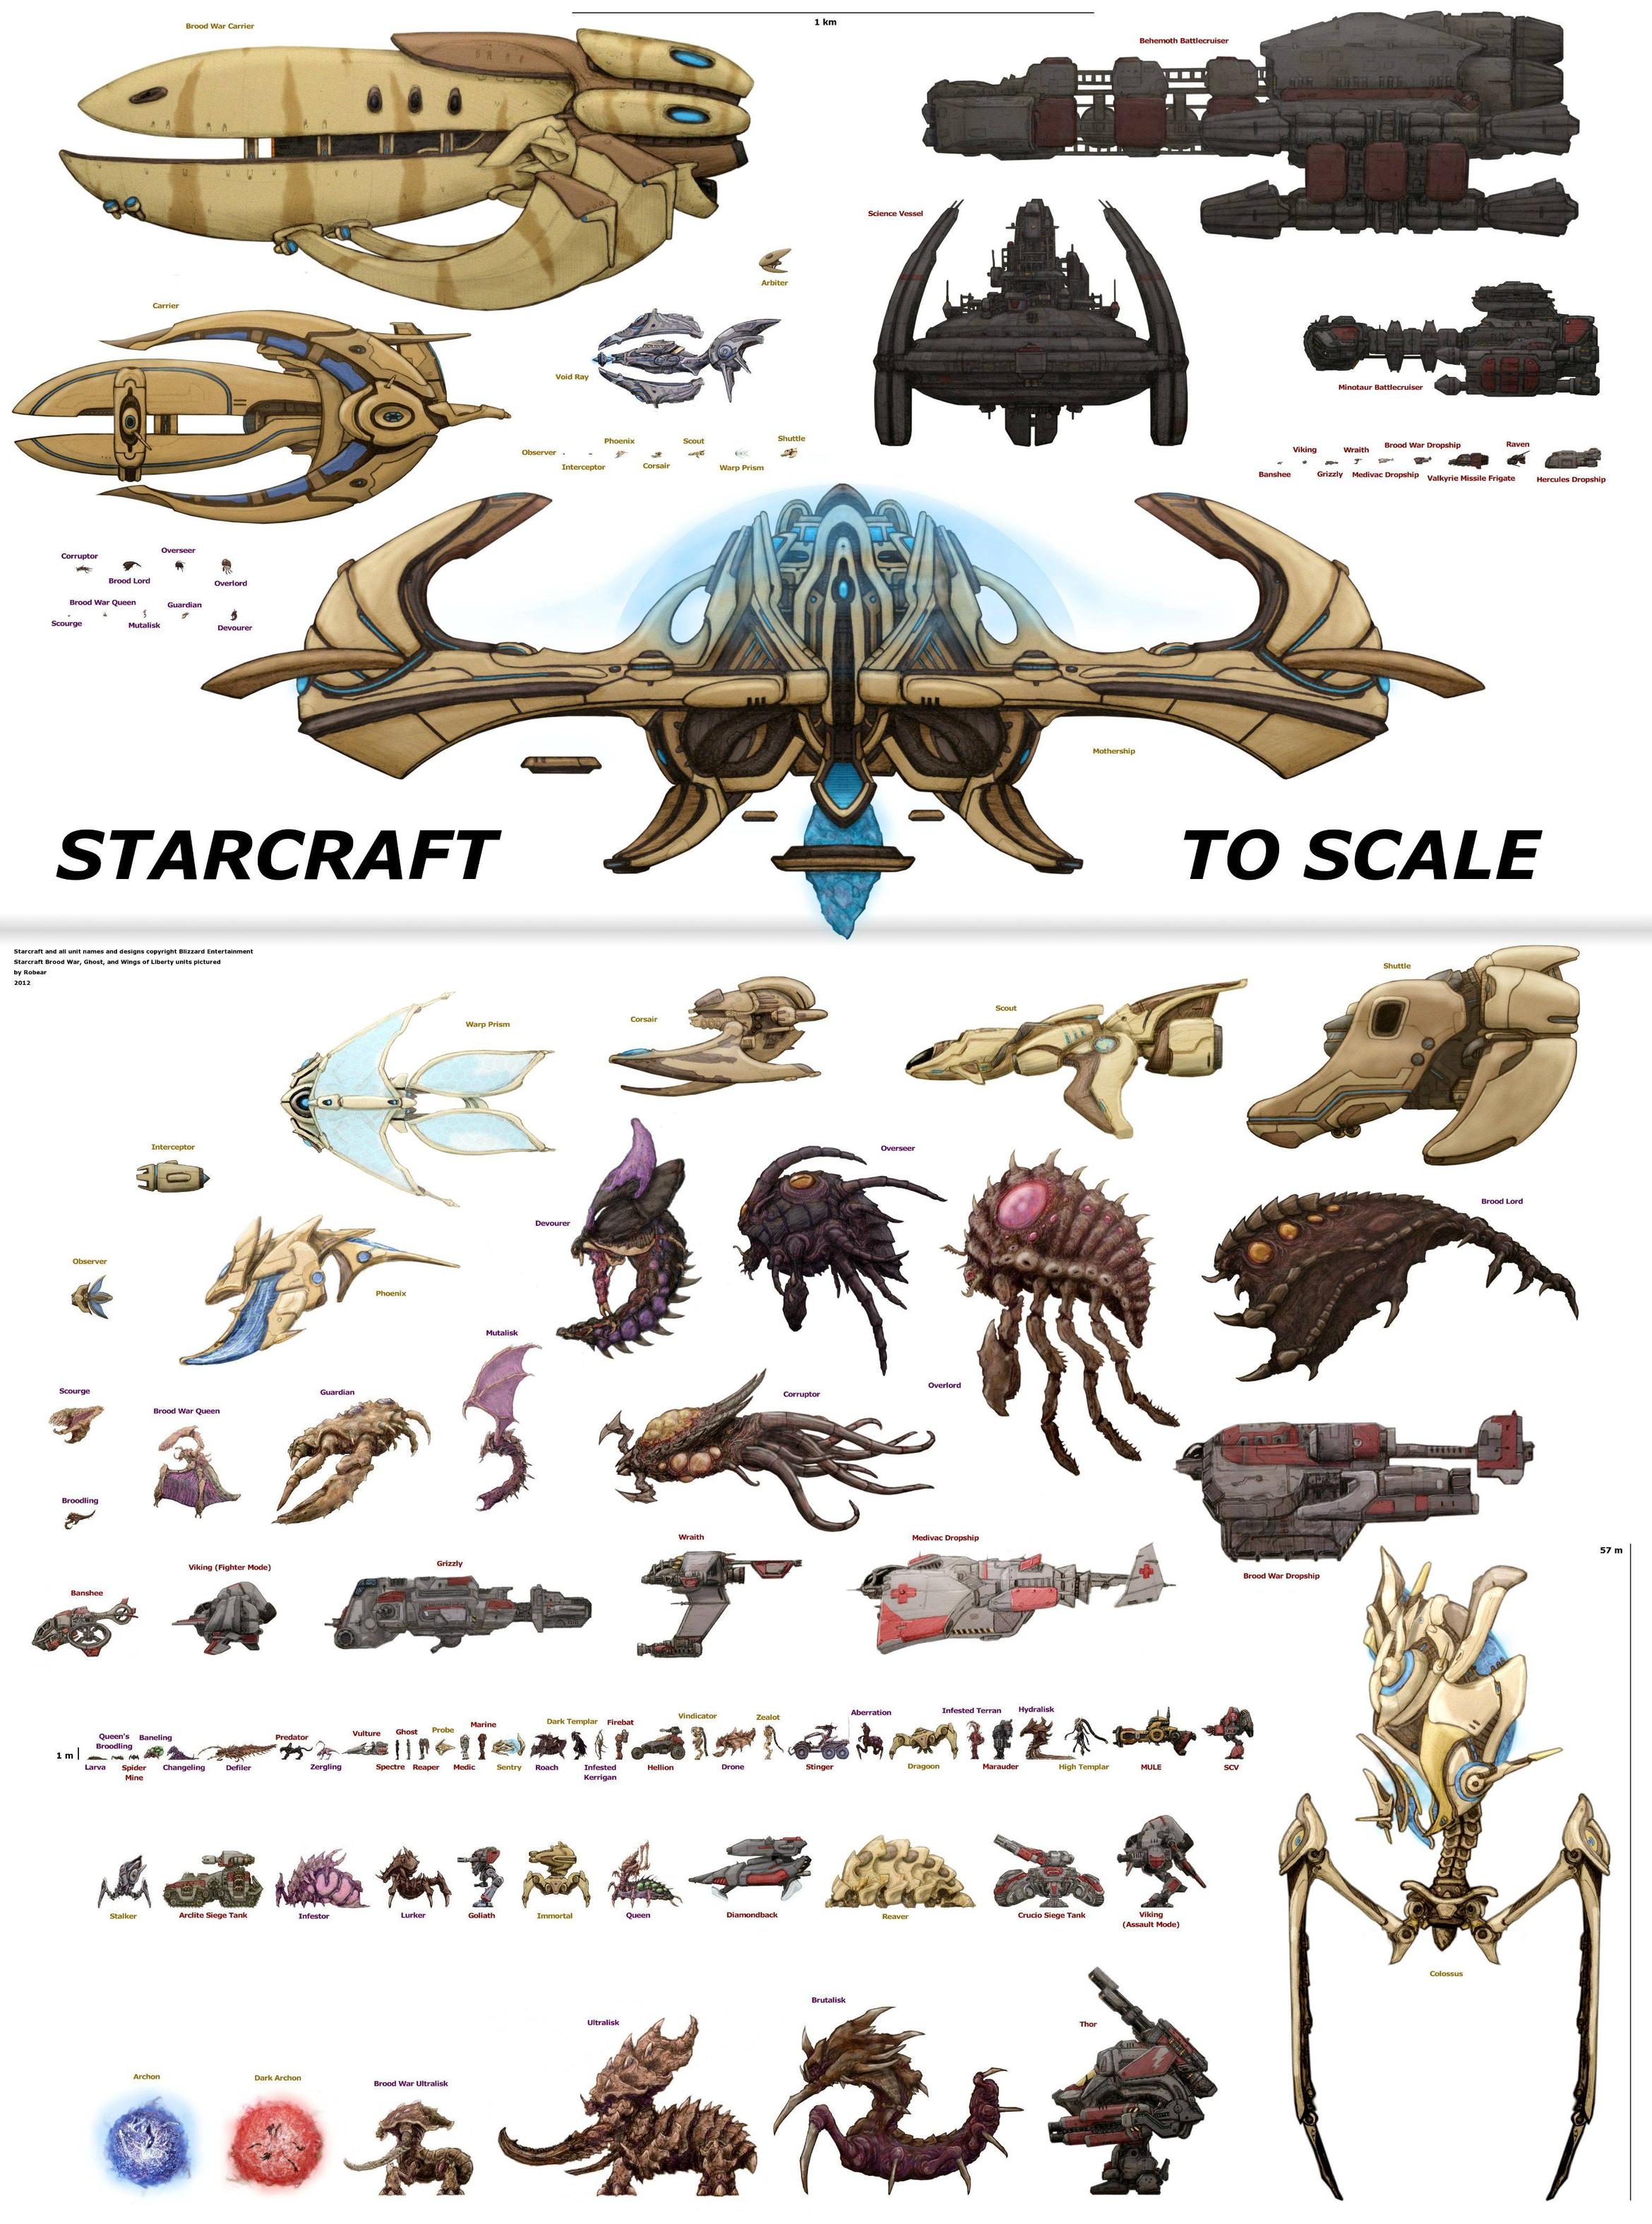 1 km
Brood War Carrier
Behemoth Battlecruiser
Science Vessel
Arbiter
Carrier
Void Ray
Minotaur Battlecruiser
Observer
Interceptor
Phoenix
Corsair
Scout
Warp Prism
Shuttle
Banshee
Viking
Grizzly
Wraith
Medivac Dropship
Brood War Dropship
Valkyrie Missile Frigate
Raven
Hercules Dropship
Corruptor
Brood Lord
Overseer
Overlord
Scourge
Brood War Queen
Mutalisk
Guardian
Devourer
Mothership
STARCRAFT TO SCALE
Starcraft and all unit names and designs copyright Blizzard Entertainment
Starcraft Brood War, Ghost, and Wings of Liberty units pictured
by Robear
2012
Warp Prism
Corsair
Scout
Shuttle
Interceptor
Overseer
Brood Lord
Devourer
Observer
Phoenix
Mutalisk
Scourge
Brood War Queen
Guardian
Corruptor
Overlord
Broodling
Wraith
Medivac Dropship
57 m
Banshee
Viking (Fighter Mode)
Grizzly
Brood War Dropship
1 m
Larva
Queen's
Broodling
Spider
Mine
Baneling
Changeling
Defiler
Predator
Zergling
Vulture
Spectre
Ghost
Reaper
Probe
Medic
Marine
Sentry
Roach
Dark Templar
Infested
Kerrigan
Firebat
Hellion
Vindicator
Drone
Zealot
Stinger
Aberration
Dragoon
Infested Terran
Marauder
Hydralisk
High Templar
MULE
SCV
Stalker
Arclite Siege Tank
Infestor
Lurker
Goliath
Immortal
Queen
Diamondback
Reaver
Crucio Siege Tank
Viking
(Assault Mode)
Colossus
Archon
Dark Archon
Brood War Ultralisk
Ultralisk
Brutalisk
Thor